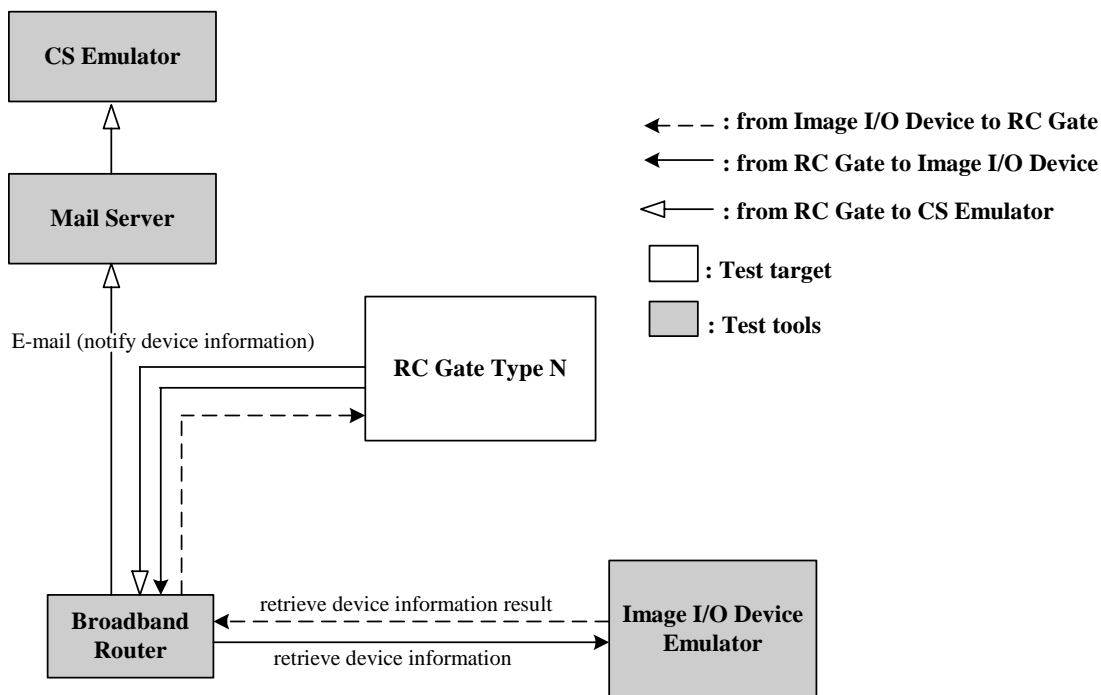 CS Emulator
Mail Server
E-mail (notify device information)
RC Gate Type N
Broadband
Router
retrieve device information result
retrieve device information
Image I/O Device
Emulator
: from Image I/O Device to RC Gate
: from RC Gate to Image I/O Device
: from RC Gate to CS Emulator
: Test target
: Test tools